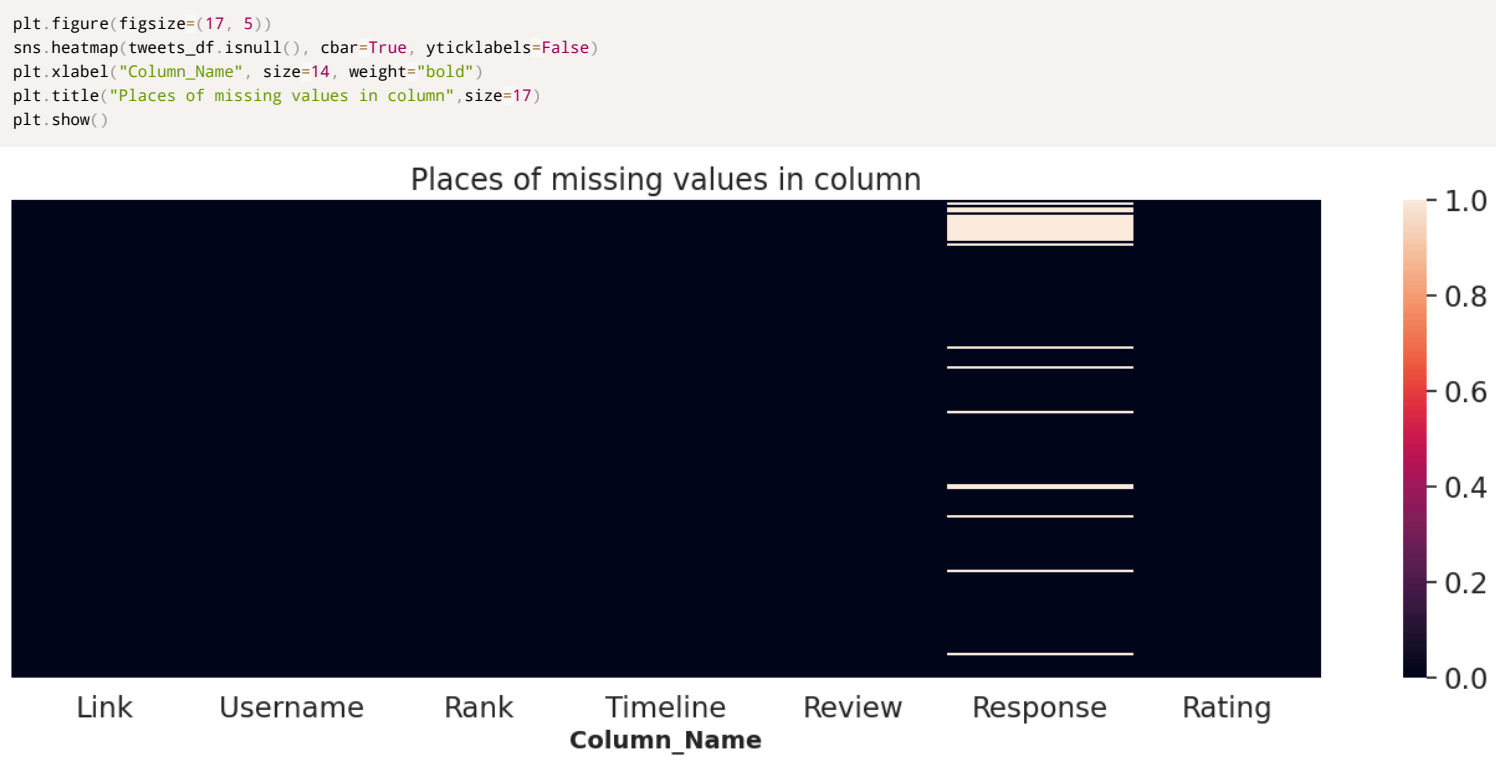 plt.figure(figsize=(17, 5))
sns.heatmap(tweets_df.isnull(), cbar=True, yticklabels=False)
plt.xlabel("Column_Name", size=14, weight="bold")
plt.title("Places of missing values in column",size=17)
plt.show()
Places of missing values in column
1.0
0.8
0.6
0.4
0.2
0.0
Link Username Rank Timeline Review Response Rating
Column_Name